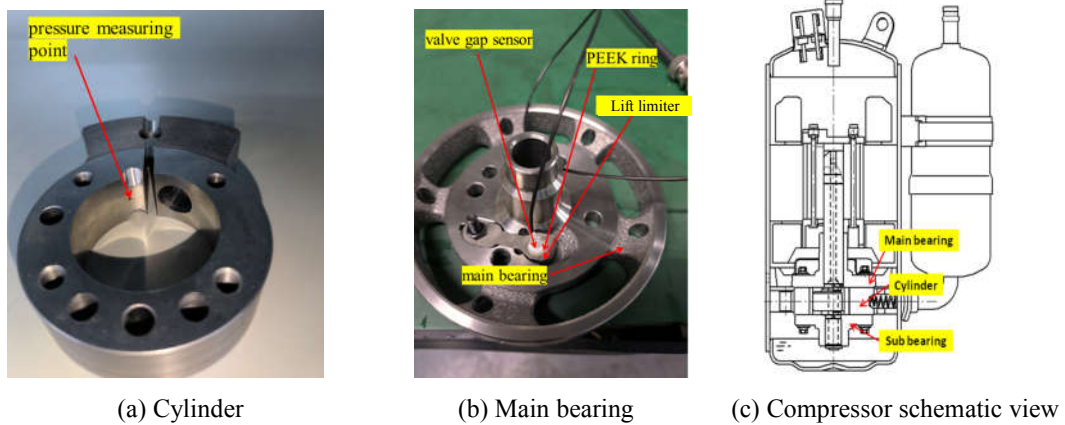 pressure measuring
point
valve gap sensor
PEEK ring
Lift limiter
main bearing
Main bearing
Cylinder
Sub bearing
(a) Cylinder
(b) Main bearing
(c) Compressor schematic view